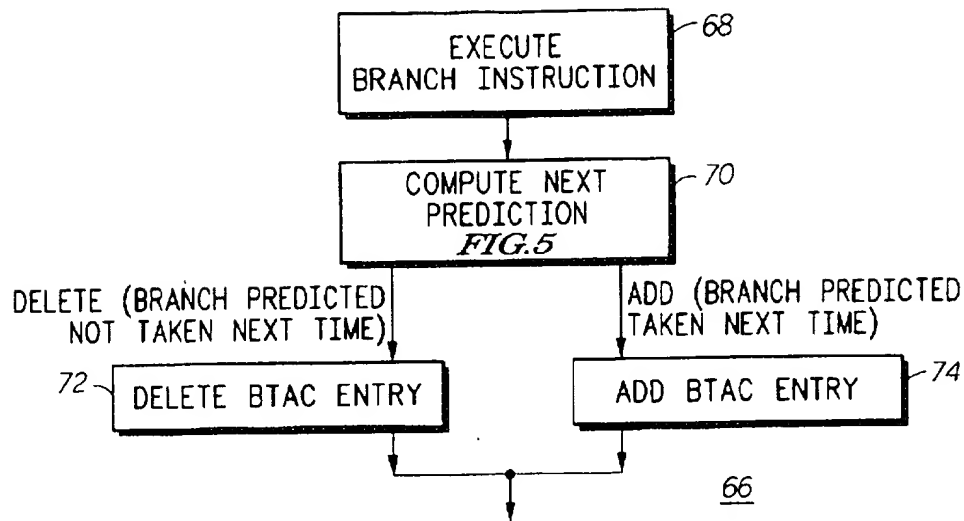 68
EXECUTE
BRANCH INSTRUCTION
70
COMPUTE NEXT
PREDICTION
FIG.5
DELETE (BRANCH PREDICTED
NOT TAKEN NEXT TIME)
ADD (BRANCH PREDICTED
TAKEN NEXT TIME)
72
DELETE BTAC ENTRY
74
ADD BTAC ENTRY
66